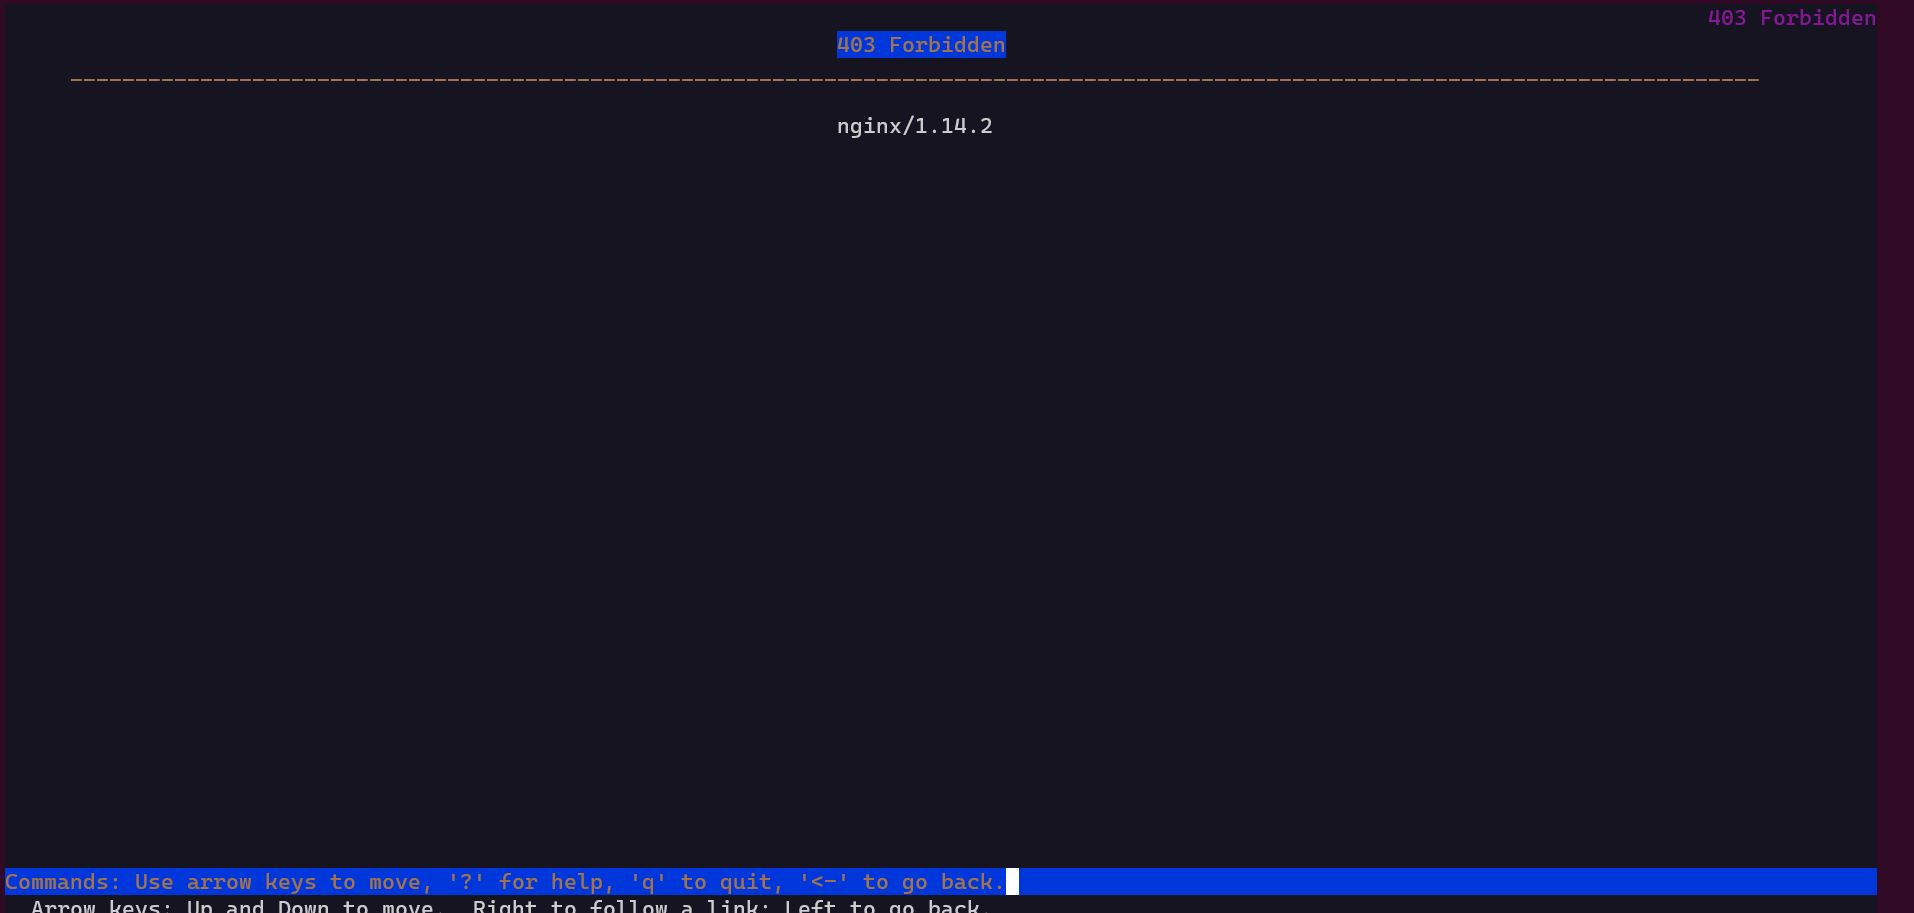 403 Forbidden
403 Forbidden
nginx/1.14.2
Commands: Use arrow keys to move, '?' for help, 'q' to quit, '<-' to go back.
Arrow keys: Up and Down to move.  Right to follow a link; Left to go back.